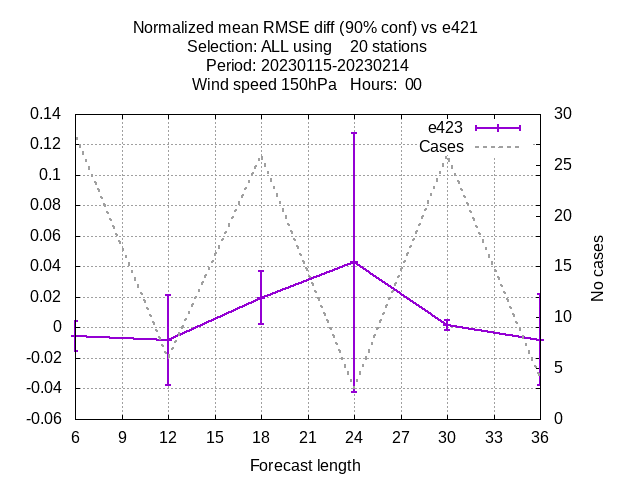 Normalized mean RMSE diff (90% conf) vs e421
Selection: ALL using    20 stations
Period: 20230115-20230214
Wind speed 150hPa   Hours:  00
e423
Cases
0.14
0.12
0.1
0.08
0.06
0.04
0.02
0
-0.02
-0.04
-0.06
30
25
20
15
10
5
0
No cases
6 9 12 15 18 21 24 27 30 33 36
Forecast length